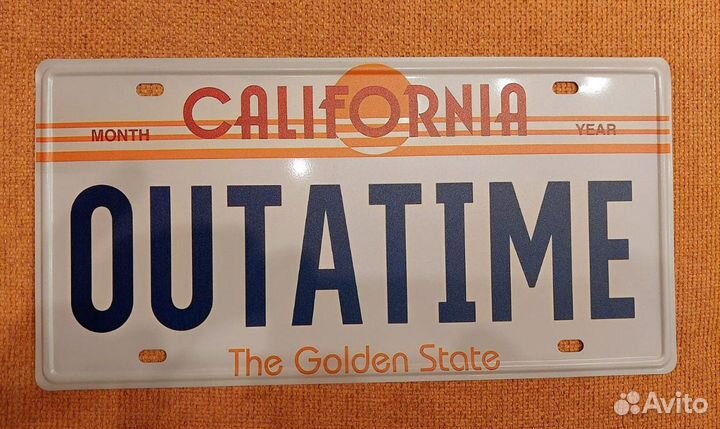 CALIFORNIA
MONTH YEAR
OUTATIME
The Golden State
Avito